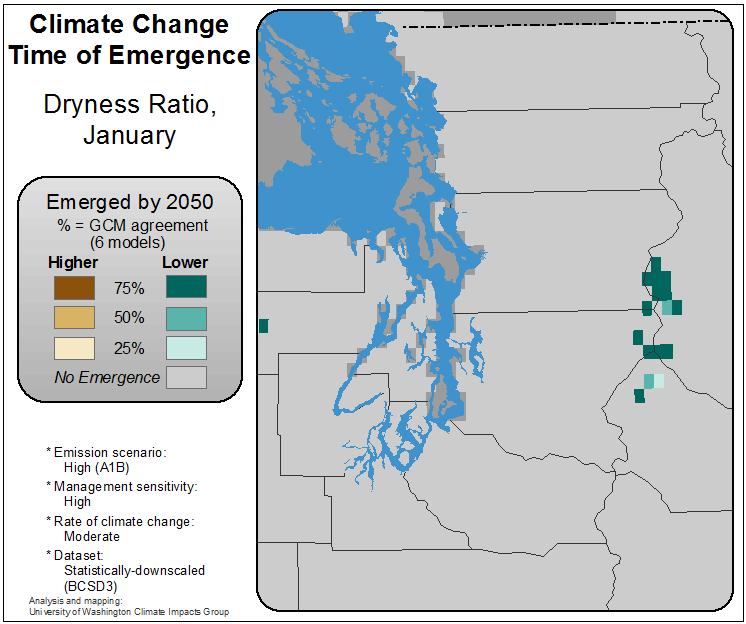 Climate Change
Time of Emergence
Dryness Ratio,
January
Emerged by 2050
% = GCM agreement
(6 models)
Higher Lower
75%
50%
25%
No Emergence
* Emission scenario:
High (A1B)
* Management sensitivity:
High
* Rate of climate change:
Moderate
* Dataset:
Statistically-downscaled
(BCSD3)
Analysis and mapping:
University of Washington Climate Impacts Group